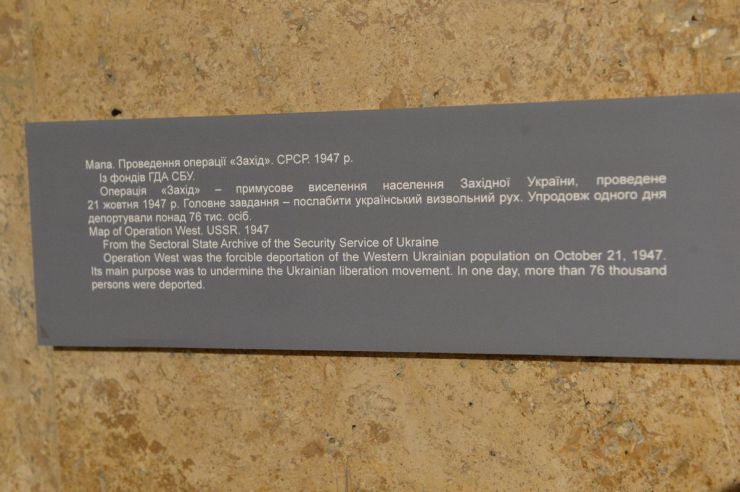 Мапа. Проведення операції «Захід». СРСР. 1947 р.
Із фондів ГДА СБУ.
Операція «Захід» – примусове виселення населення Західної України, проведене
21 жовтня 1947 р. Головне завдання – послабити український визвольний рух. Упродовж одного дня
депортували понад 76 тис. осіб.
Map of Operation West. USSR. 1947
From the Sectoral State Archive of the Security Service of Ukraine
Operation West was the forcible deportation of the Western Ukrainian population on October 21, 1947.
Its main purpose was to undermine the Ukrainian liberation movement. In one day, more than 76 thousand
persons were deported.